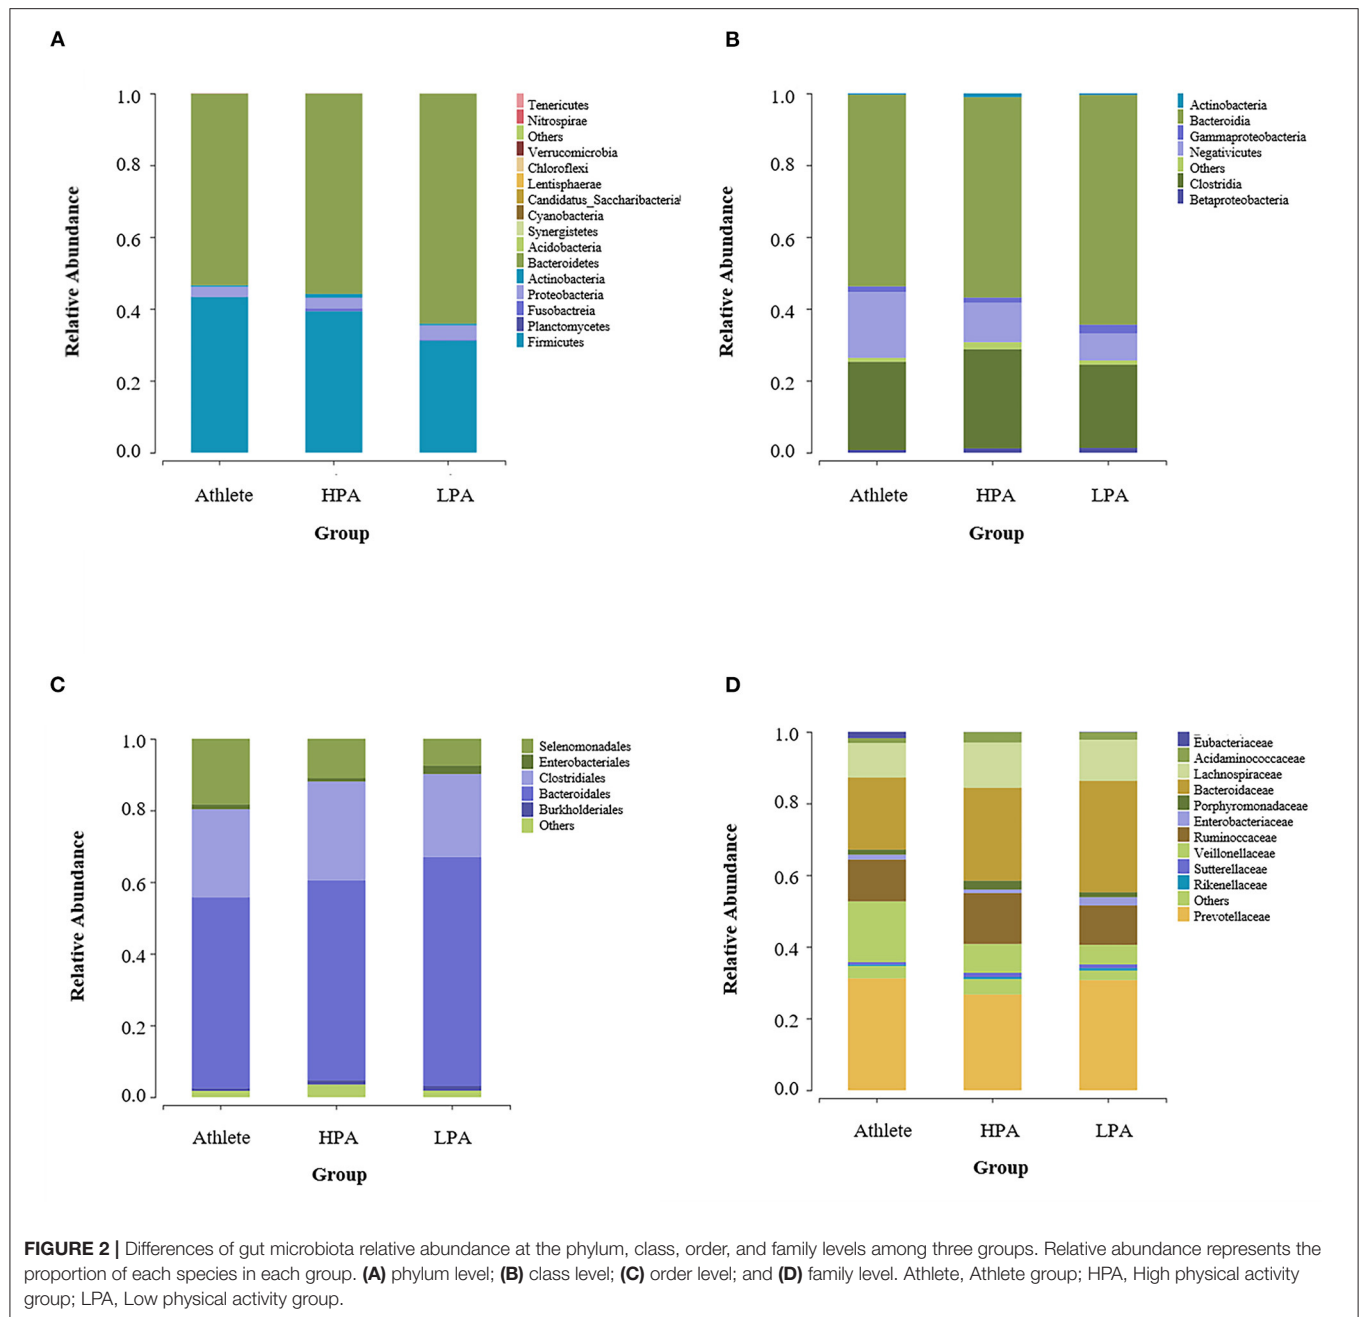 A
1.0
0.8
0.6
0.4
0.2
0.0
Relative Abundance
Athlete HPA LPA
Group
Tenericutes
Nitrospirae
Others
Verrucomicrobia
Chloroflexi
Lentisphaerae
Candidatus_Saccharibacteria
Cyanobacteria
Synergistetes
Acidobacteria
Bacteroidetes
Actinobacteria
Proteobacteria
Fusobactreia
Planctomycetes
Firmicutes
B
1.0
0.8
0.6
0.4
0.2
0.0
Relative Abundance
Athlete HPA LPA
Group
Actinobacteria
Bacteroidia
Gammaproteobacteria
Negativicutes
Others
Clostridia
Betaproteobacteria
C
1.0
0.8
0.6
0.4
0.2
0.0
Relative Abundance
Athlete HPA LPA
Group
Selenomonadales
Enterobacteriales
Clostridiales
Bacteroidales
Burkholderiales
Others
D
1.0
0.8
0.6
0.4
0.2
0.0
Relative Abundance
Athlete HPA LPA
Group
Eubacteriaceae
Acidaminococcaceae
Lachnospiraceae
Bacteroidaceae
Porphyromonadaceae
Enterobacteriaceae
Ruminoccaceae
Veillonellaceae
Sutterellaceae
Rikenellaceae
Others
Prevotellaceae
FIGURE 2 | Differences of gut microbiota relative abundance at the phylum, class, order, and family levels among three groups. Relative abundance represents the
proportion of each species in each group. (A) phylum level; (B) class level; (C) order level; and (D) family level. Athlete, Athlete group; HPA, High physical activity
group; LPA, Low physical activity group.